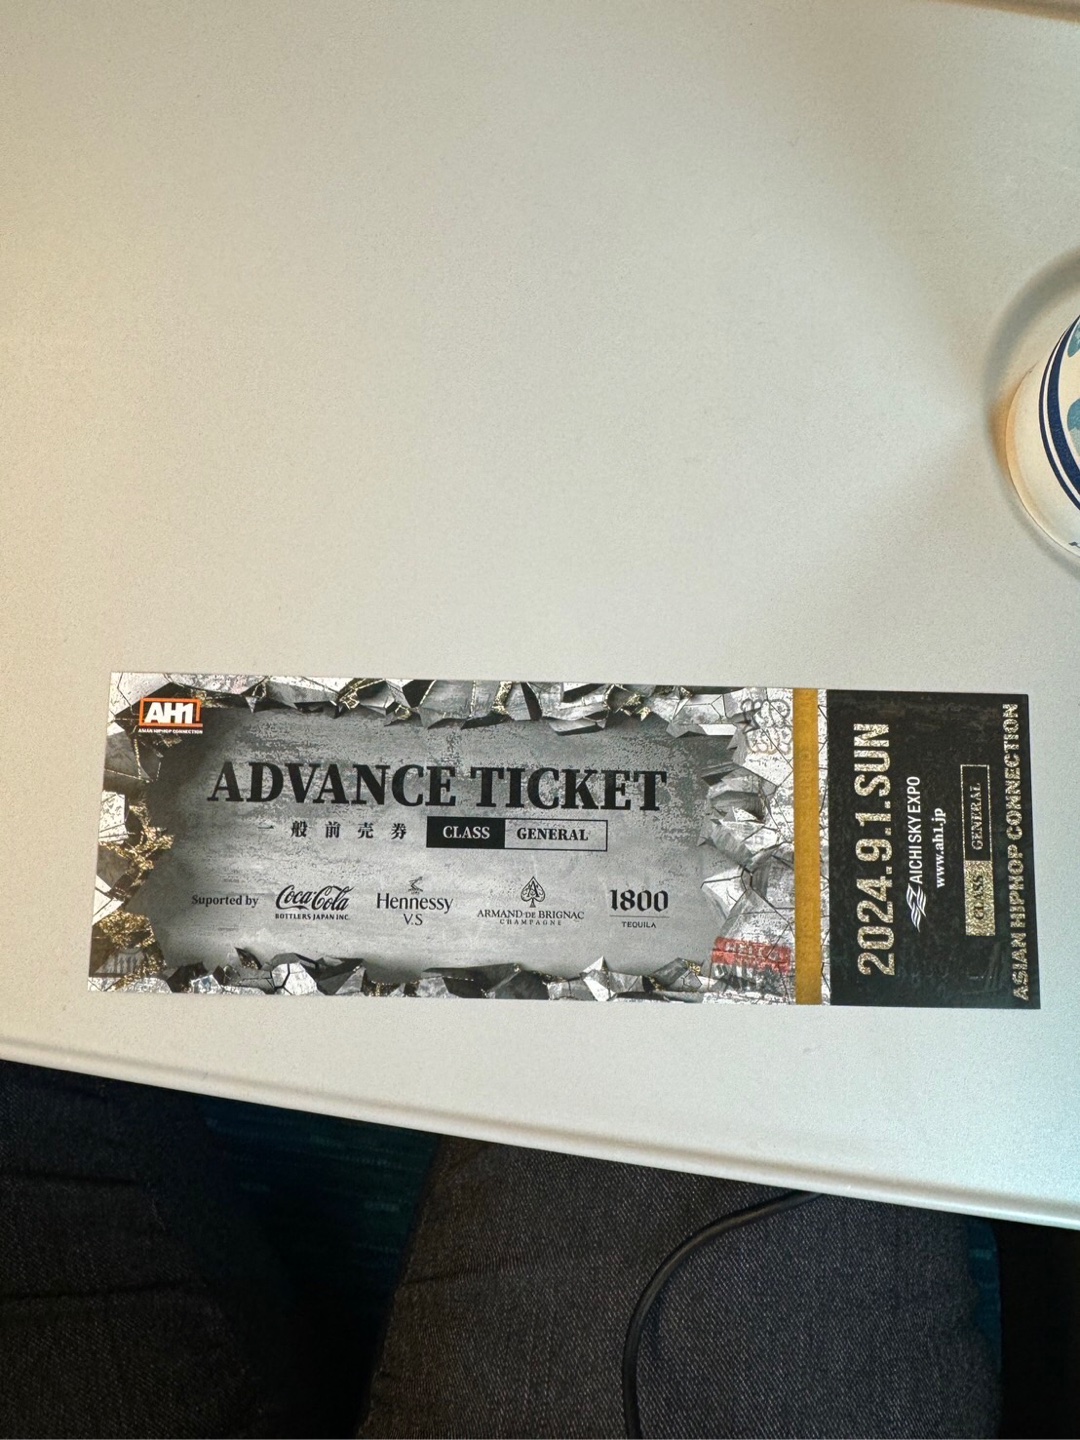 AH1
ASIAN HIPHOP CONNECTION
ADVANCE TICKET
一般前売券 CLASS GENERAL
Suported by Coca-Cola BOTTLERS JAPAN INC. Hennessy V.S ARMAND DE BRIGNAC CHAMPAGNE 1800 TEQUILA
2024.9.1.SUN
AICHI SKY EXPO
www.ah1.jp
CLASS GENERAL
ASIAN HIPHOP CONNECTION